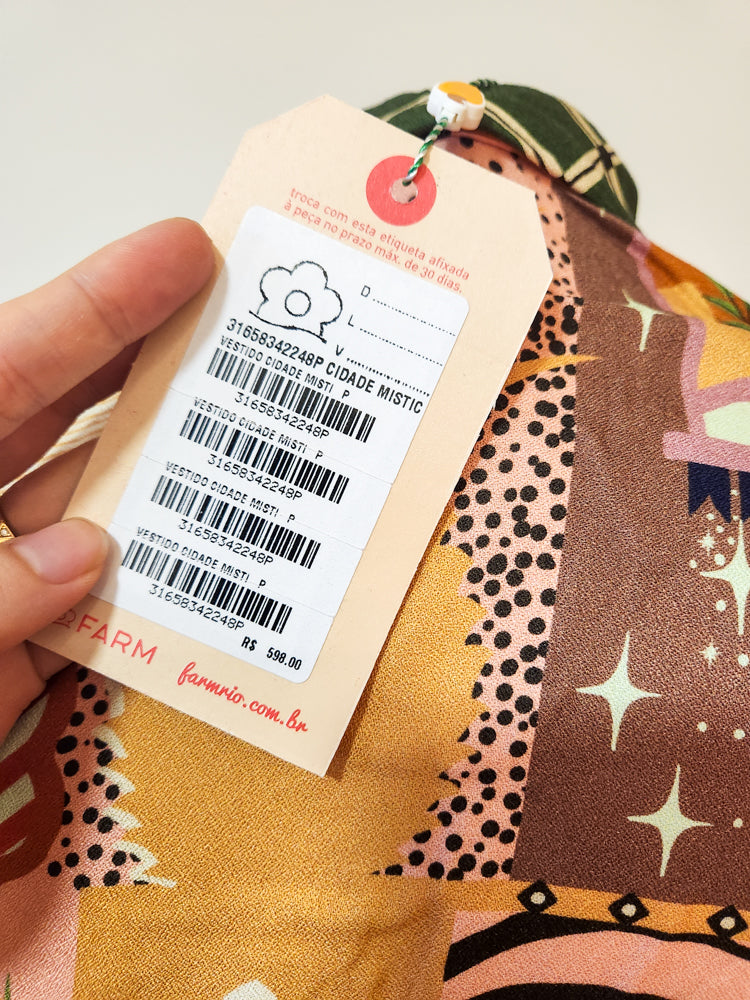 troca com esta etiqueta afixada
à peça no prazo máx. de 30 dias.
D
L
V
31658342248P CIDADE MISTIC
VESTIDO CIDADE MISTI P
31658342248P
VESTIDO CIDADE MISTI P
31658342248P
VESTIDO CIDADE MISTI P
31658342248P
VESTIDO CIDADE MISTI P
31658342248P
R$ 598.00
FARM
farmrio.com.br